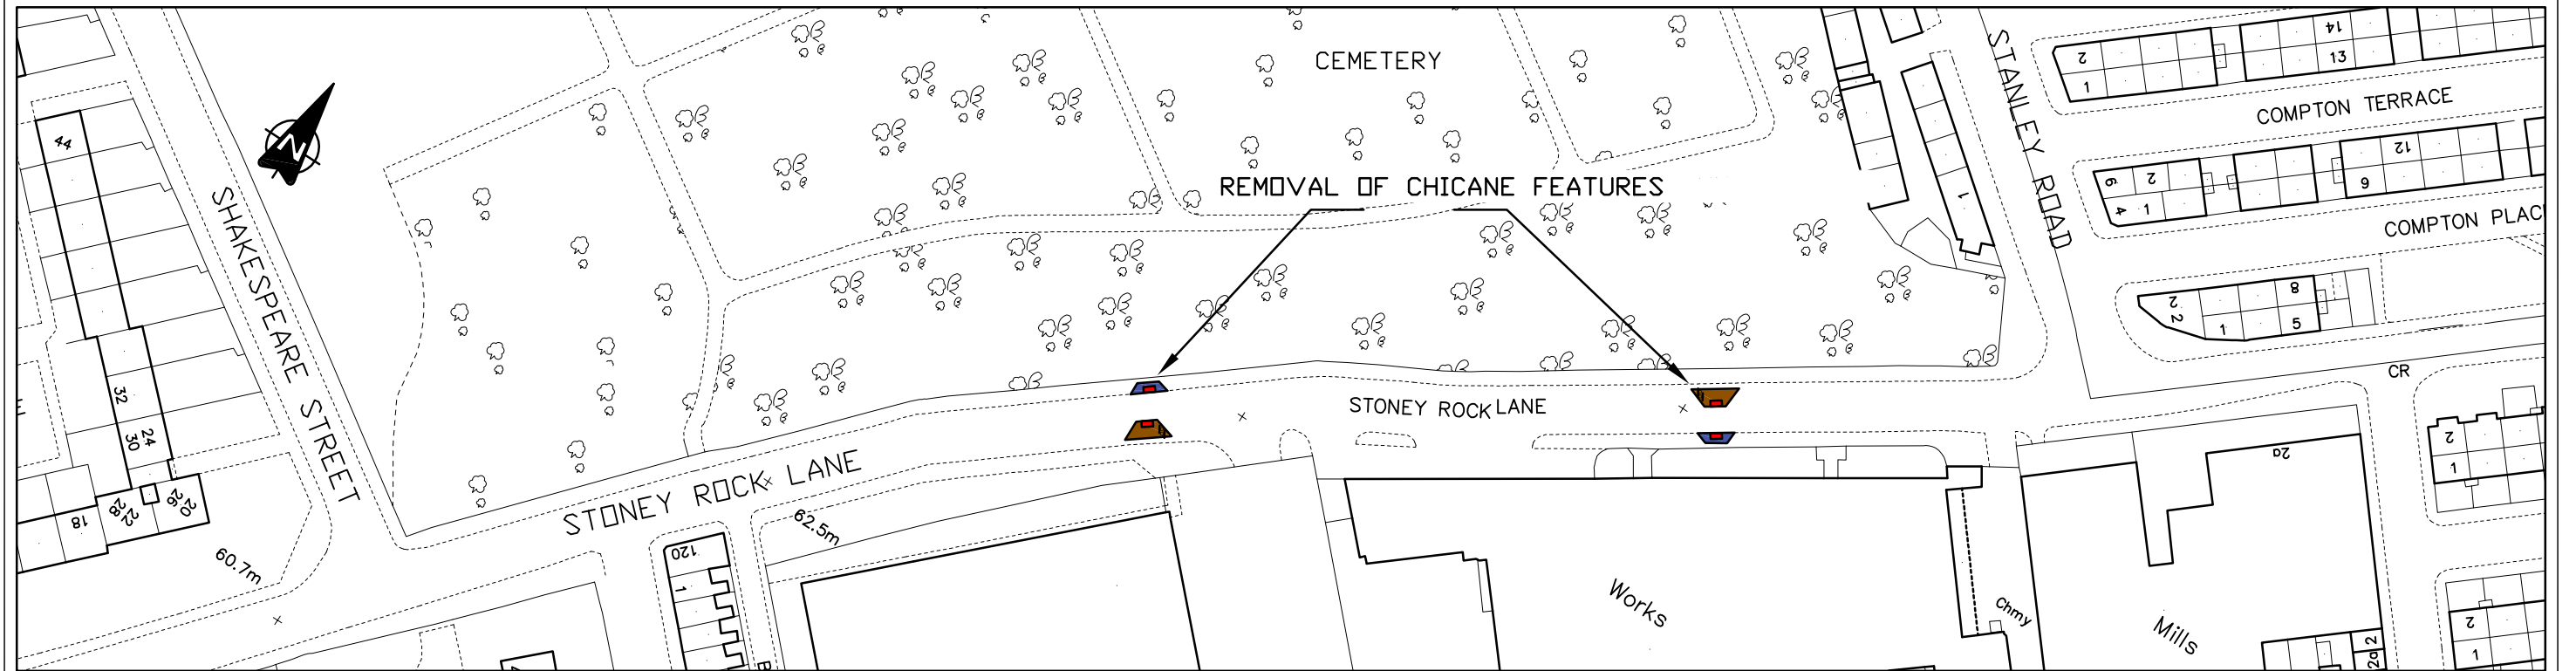 CEMETERY
REMOVAL OF CHICANE FEATURES
N
SHAKESPEARE STREET
STANLEY ROAD
COMPTON TERRACE
COMPTON PLAC
STONEY ROCK LANE
STONEY ROCK LANE
CR
44
32
30
24
28
22
26
20
18
60.7m
62.5m
120
1
Works
Chmy
Mills
2a
2
1
14
13
6
2
4
1
12
9
1
2
2
1
8
5
2
1
2
1
2
2a